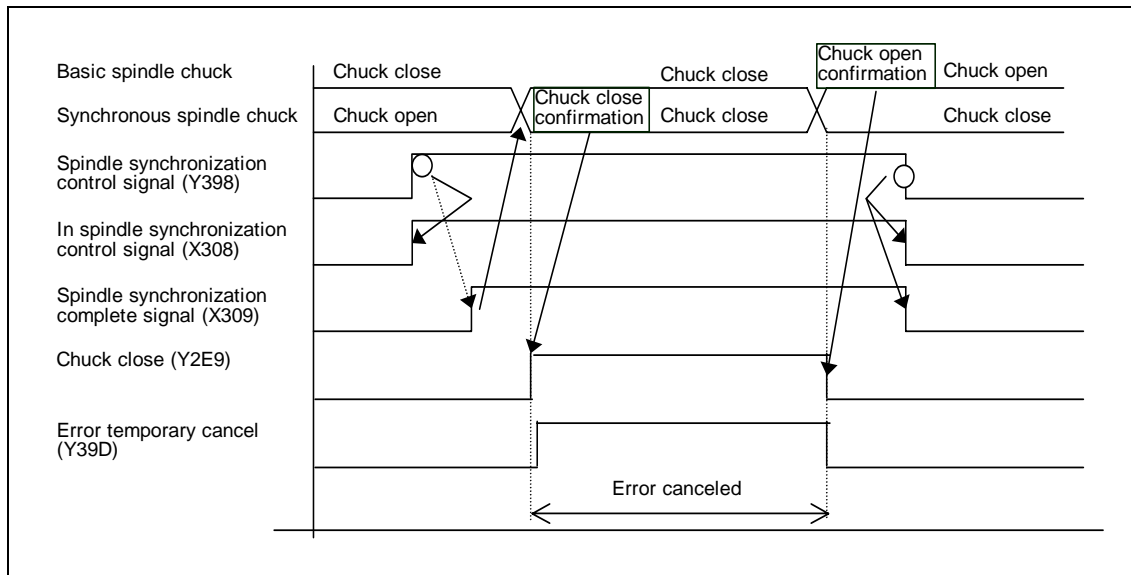 Basic spindle chuck
Chuck close
Chuck close
Chuck open
confirmation
Chuck open
Synchronous spindle chuck
Chuck open
Chuck close
confirmation
Chuck close
Chuck close
Spindle synchronization
control signal (Y398)
In spindle synchronization
control signal (X308)
Spindle synchronization
complete signal (X309)
Chuck close (Y2E9)
Error temporary cancel
(Y39D)
Error canceled